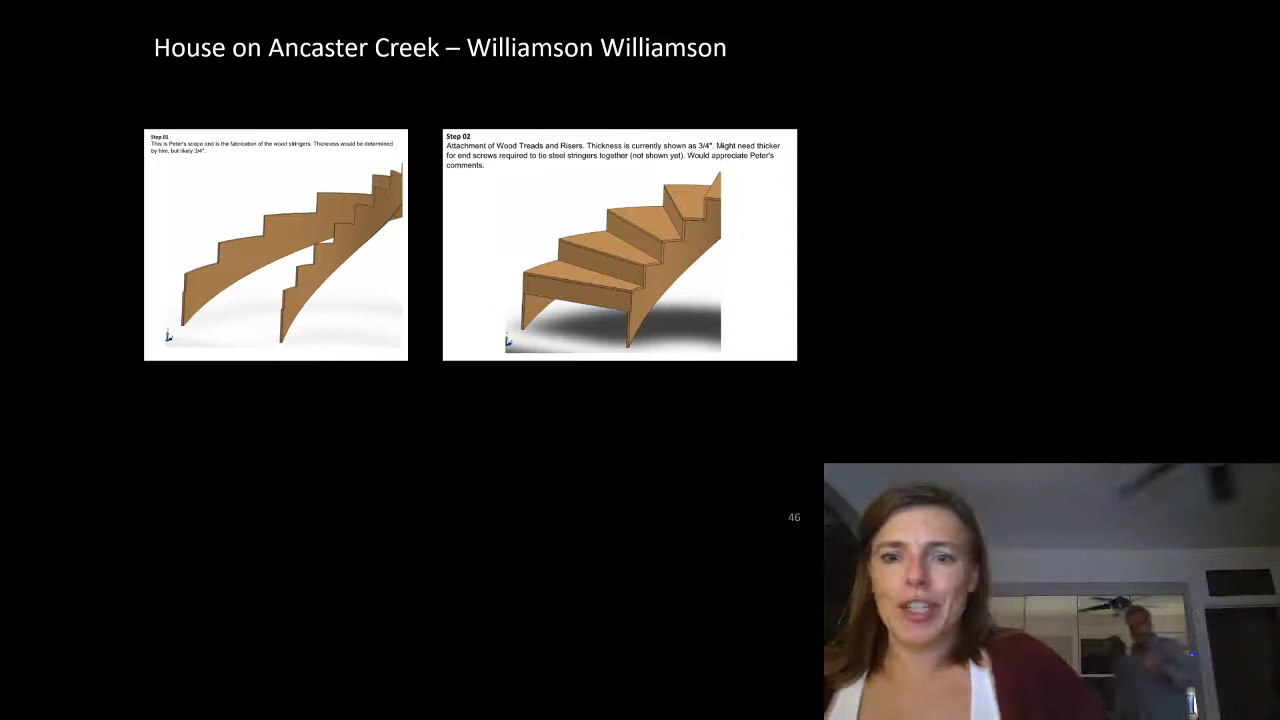 House on Ancaster Creek – Williamson Williamson
Step 01
This is Peter's scope and is the fabrication of the wood stringers. Thickness would be determined
by him, but likely 3/4".
Step 02
Attachment of Wood Treads and Risers. Thickness is currently shown as 3/4". Might need thicker
for end screws required to tie steel stringers together (not shown yet). Would appreciate Peter's
comments.
46